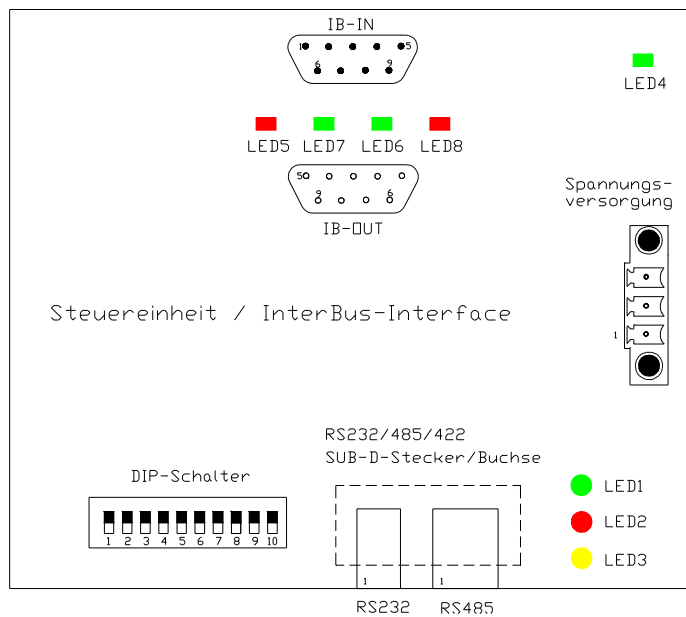 IB-IN
1 5
6 9
LED4
LED5 LED7 LED6 LED8
5
9 6
IB-OUT
Spannungs-
versorgung
1
Steuereinheit / InterBus-Interface
RS232/485/422
SUB-D-Stecker/Buchse
DIP-Schalter
1 2 3 4 5 6 7 8 9 10
LED1
LED2
LED3
1 1
RS232 RS485